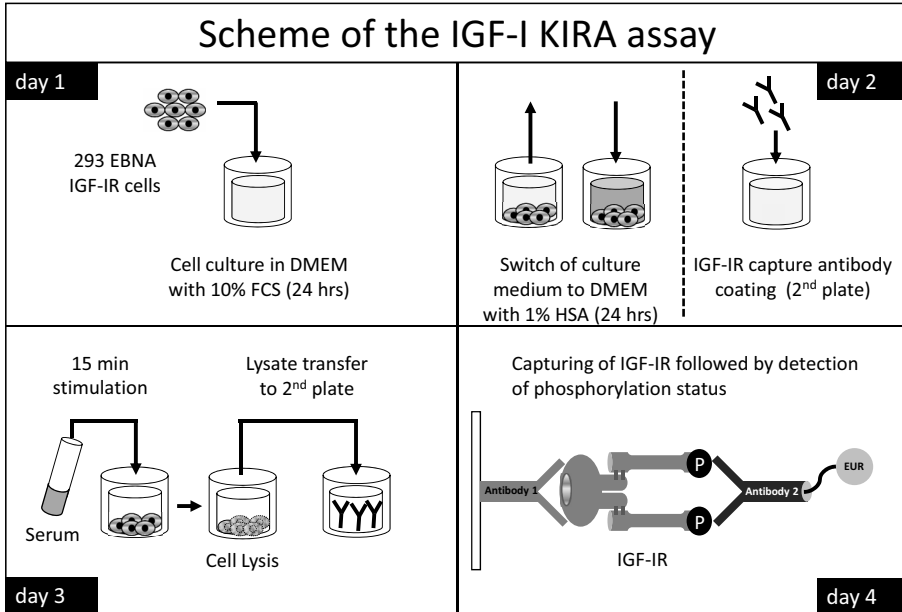 Scheme of the IGF-I KIRA assay
day 1
293 EBNA
IGF-IR cells
Cell culture in DMEM
with 10% FCS (24 hrs)
day 2
Switch of culture
medium to DMEM
with 1% HSA (24 hrs)
IGF-IR capture antibody
coating (2nd plate)
15 min
stimulation
Lysate transfer
to 2nd plate
Serum
Cell Lysis
day 3
Capturing of IGF-IR followed by detection
of phosphorylation status
Antibody 1
P
P
Antibody 2
EUR
IGF-IR
day 4